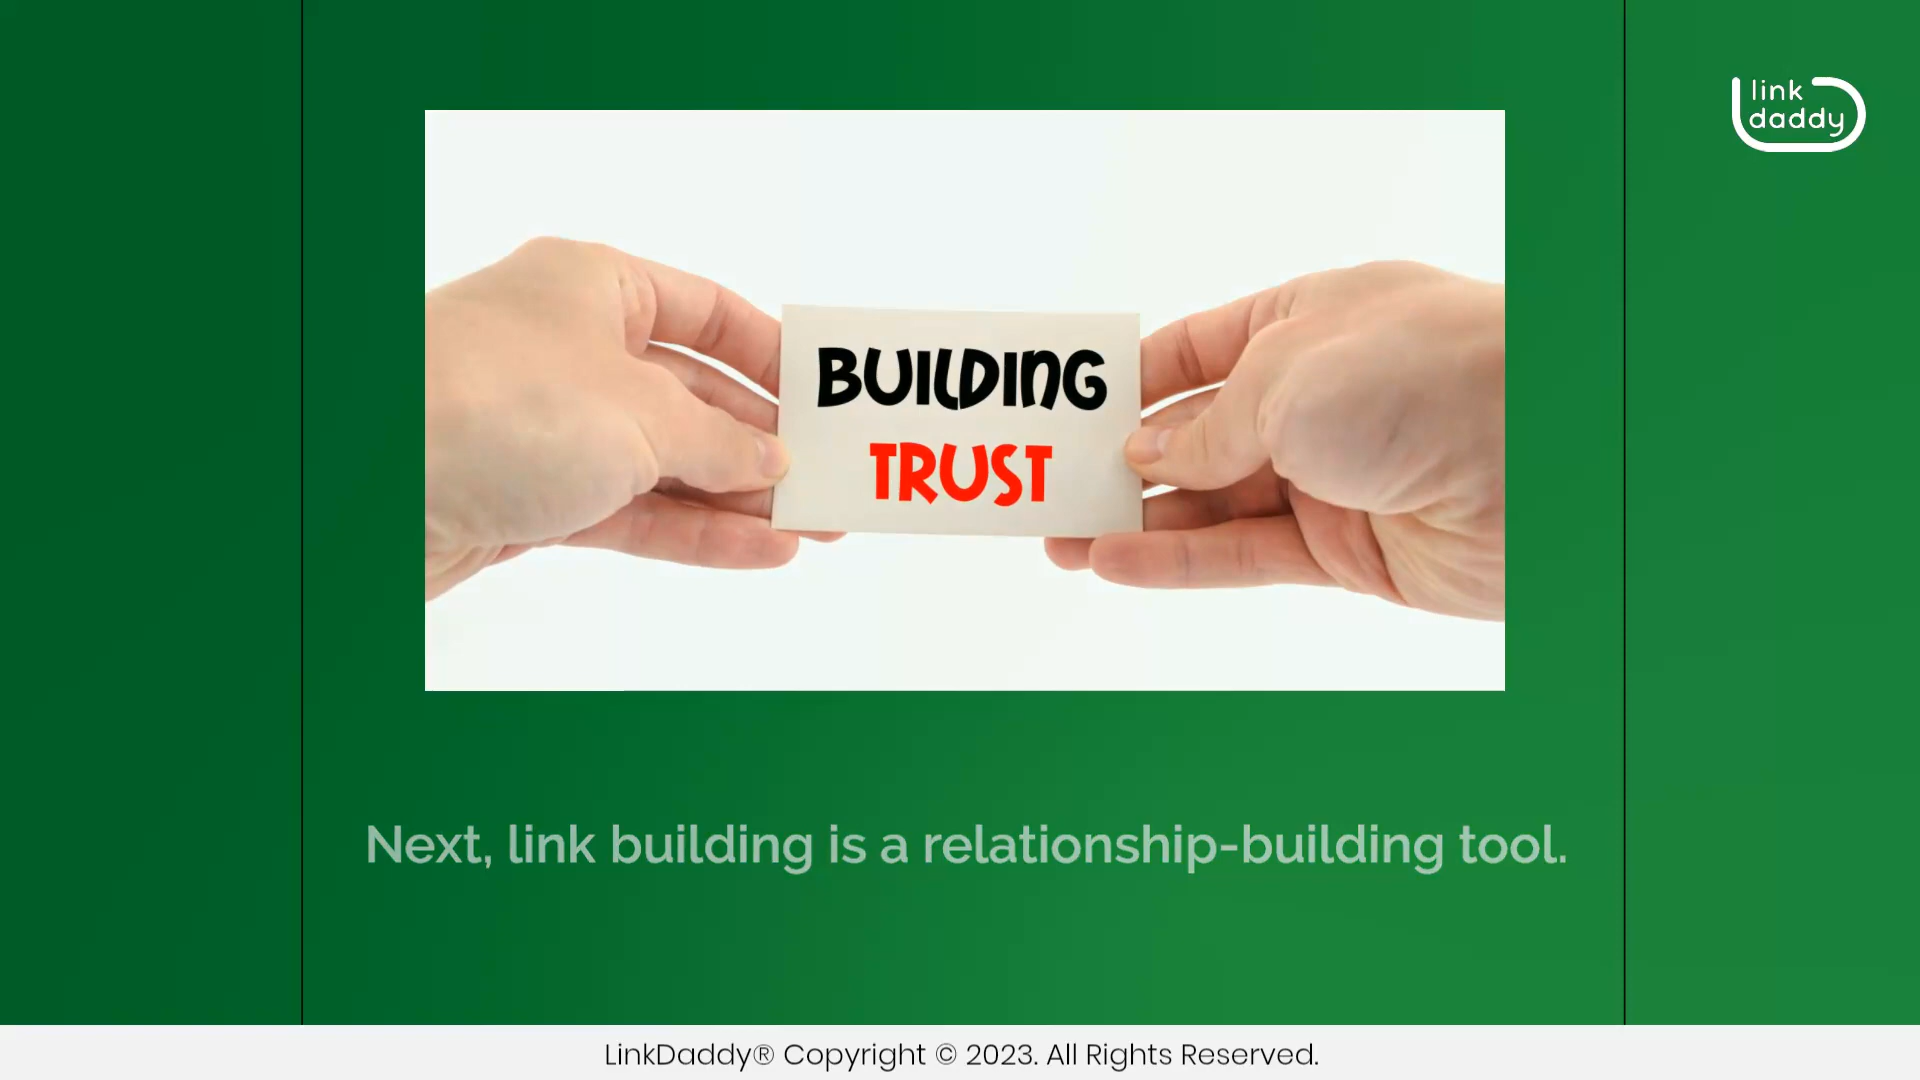 link
daddy
BUILDING
TRUST
Next, link building is a relationship-building tool.
LinkDaddy® Copyright © 2023. All Rights Reserved.